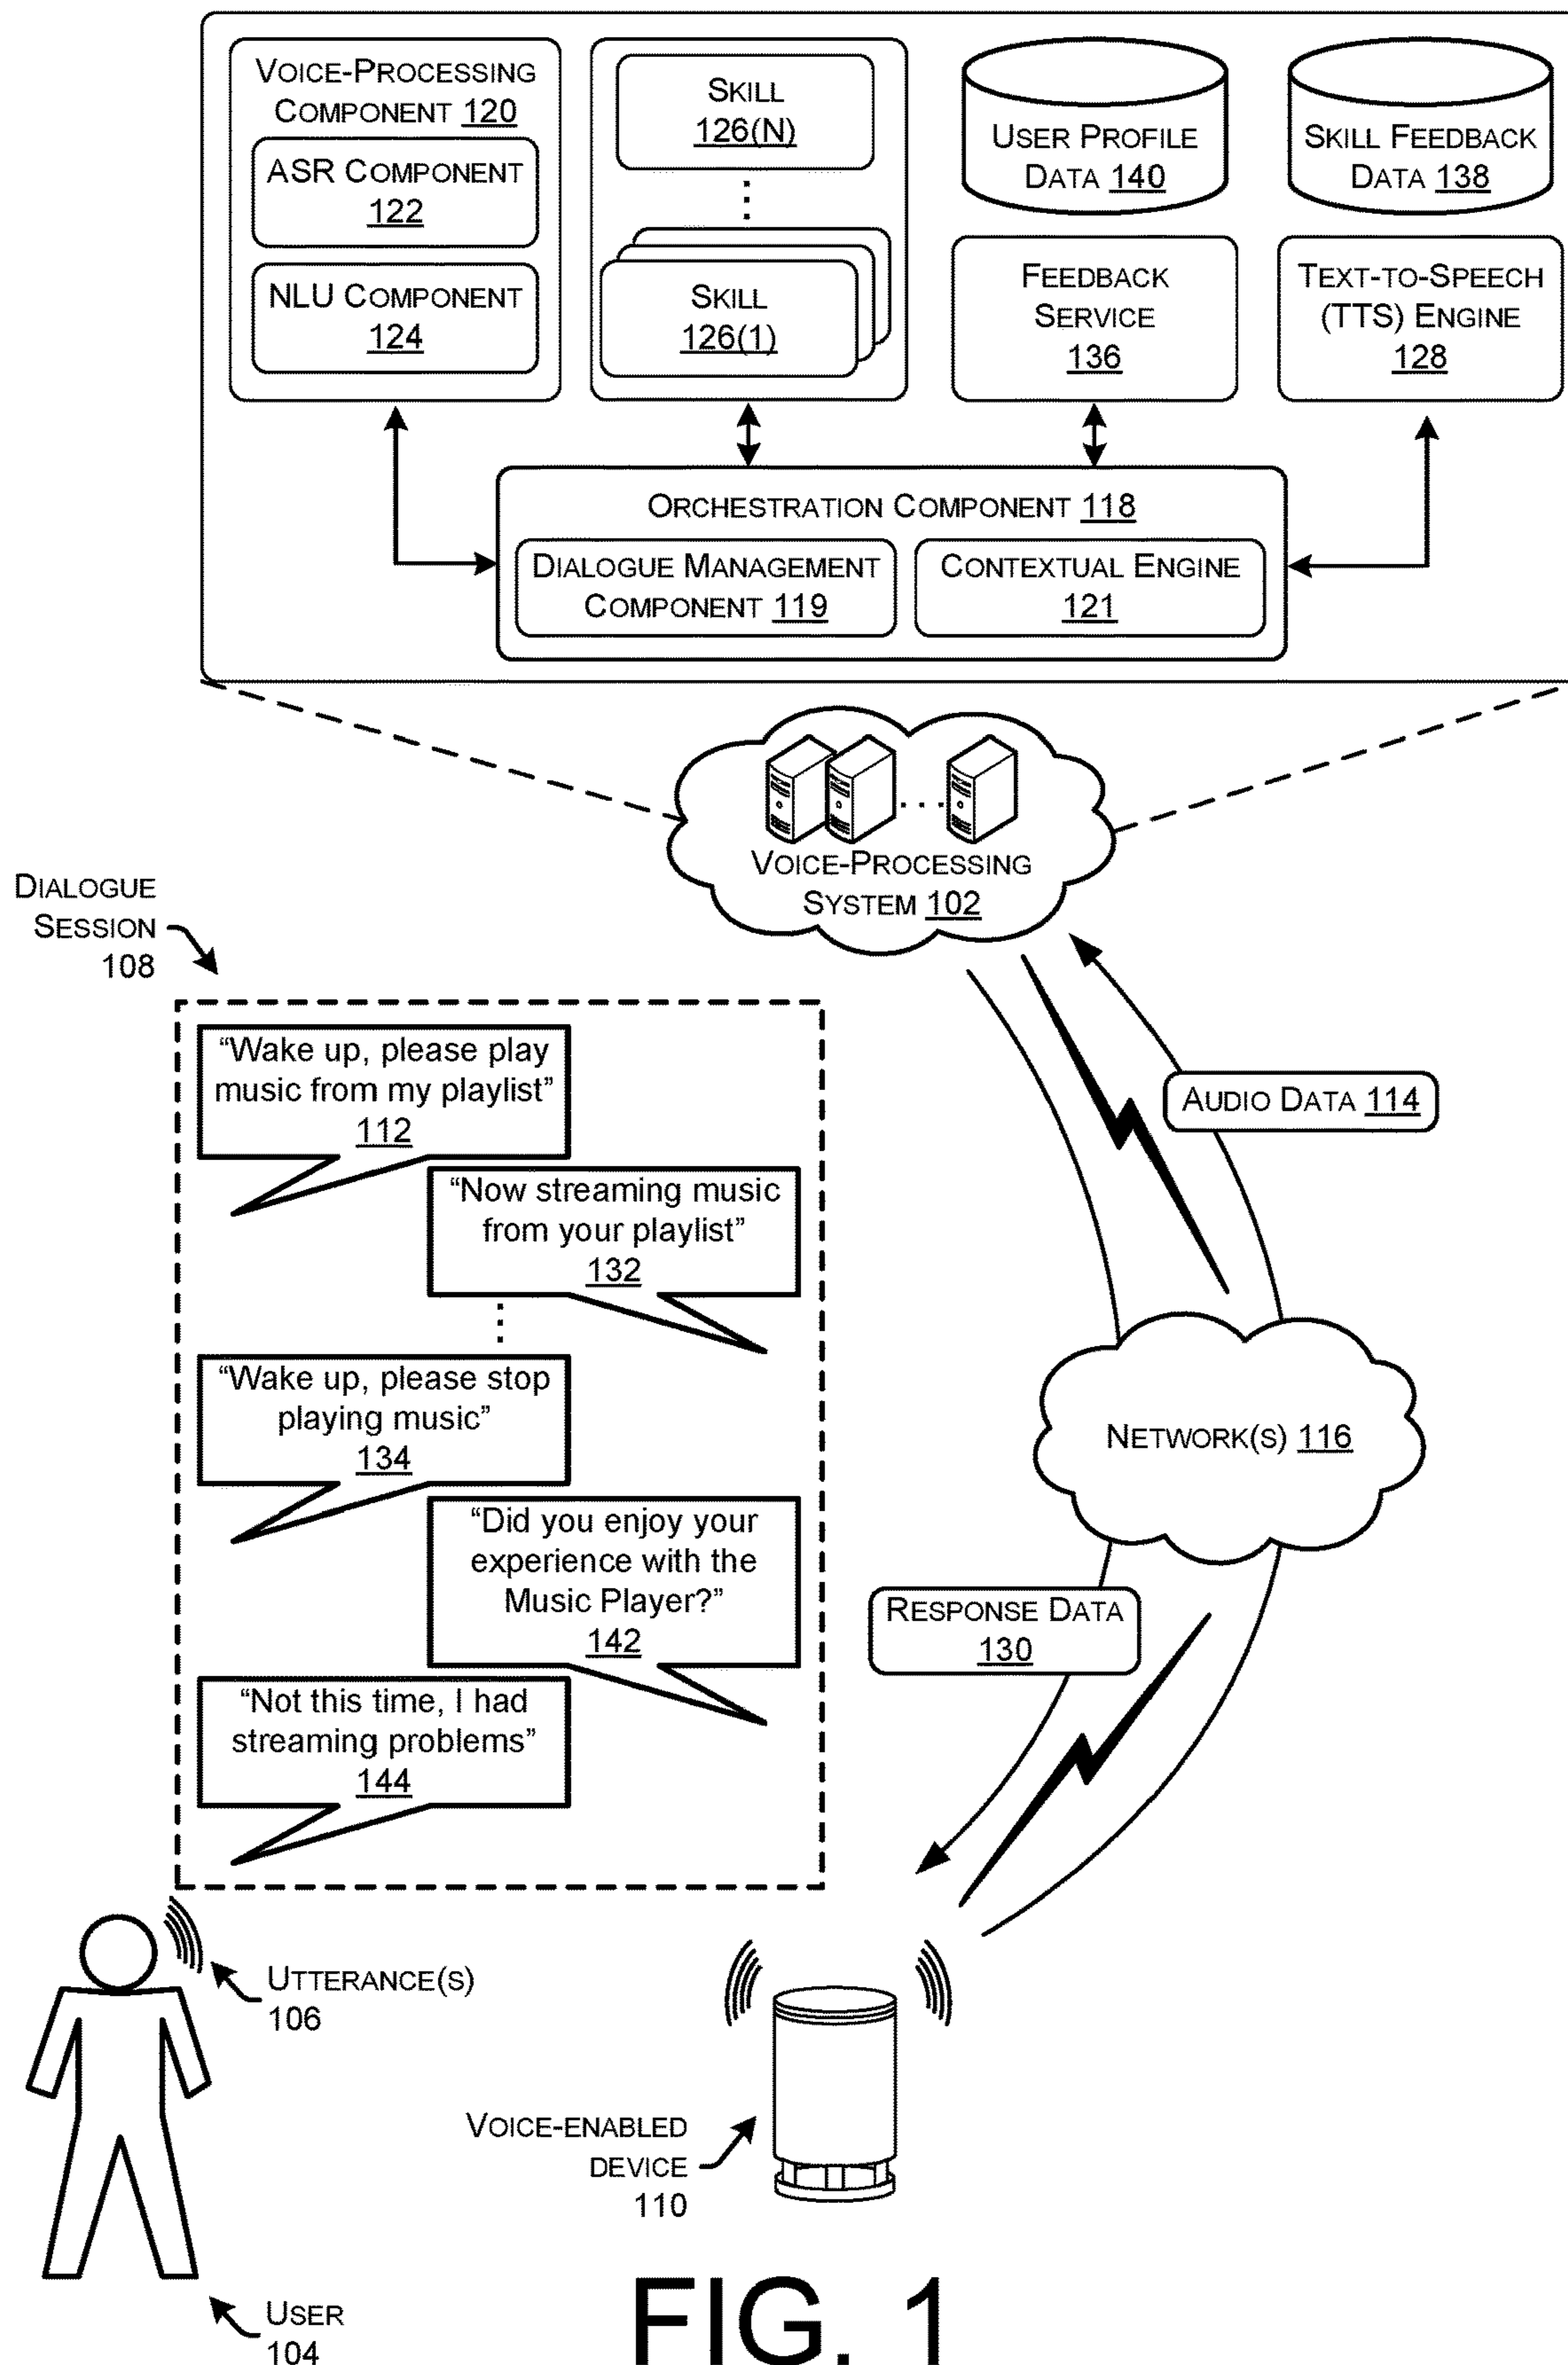 VOICE-PROCESSING
COMPONENT 120
ASR COMPONENT
122
NLU COMPONENT
124
SKILL
126(N)
SKILL
126(1)
USER PROFILE
DATA 140
SKILL FEEDBACK
DATA 138
FEEDBACK
SERVICE
136
TEXT-TO-SPEECH
(TTS) ENGINE
128
ORCHESTRATION COMPONENT 118
DIALOGUE MANAGEMENT
COMPONENT 119
CONTEXTUAL ENGINE
121
VOICE-PROCESSING
SYSTEM 102
DIALOGUE
SESSION
108
“Wake up, please play
music from my playlist”
112
“Now streaming music
from your playlist”
132
“Wake up, please stop
playing music”
134
“Did you enjoy your
experience with the
Music Player?”
142
“Not this time, I had
streaming problems”
144
AUDIO DATA 114
NETWORK(S) 116
RESPONSE DATA
130
UTTERANCE(S)
106
VOICE-ENABLED
DEVICE
110
USER
104
FIG. 1